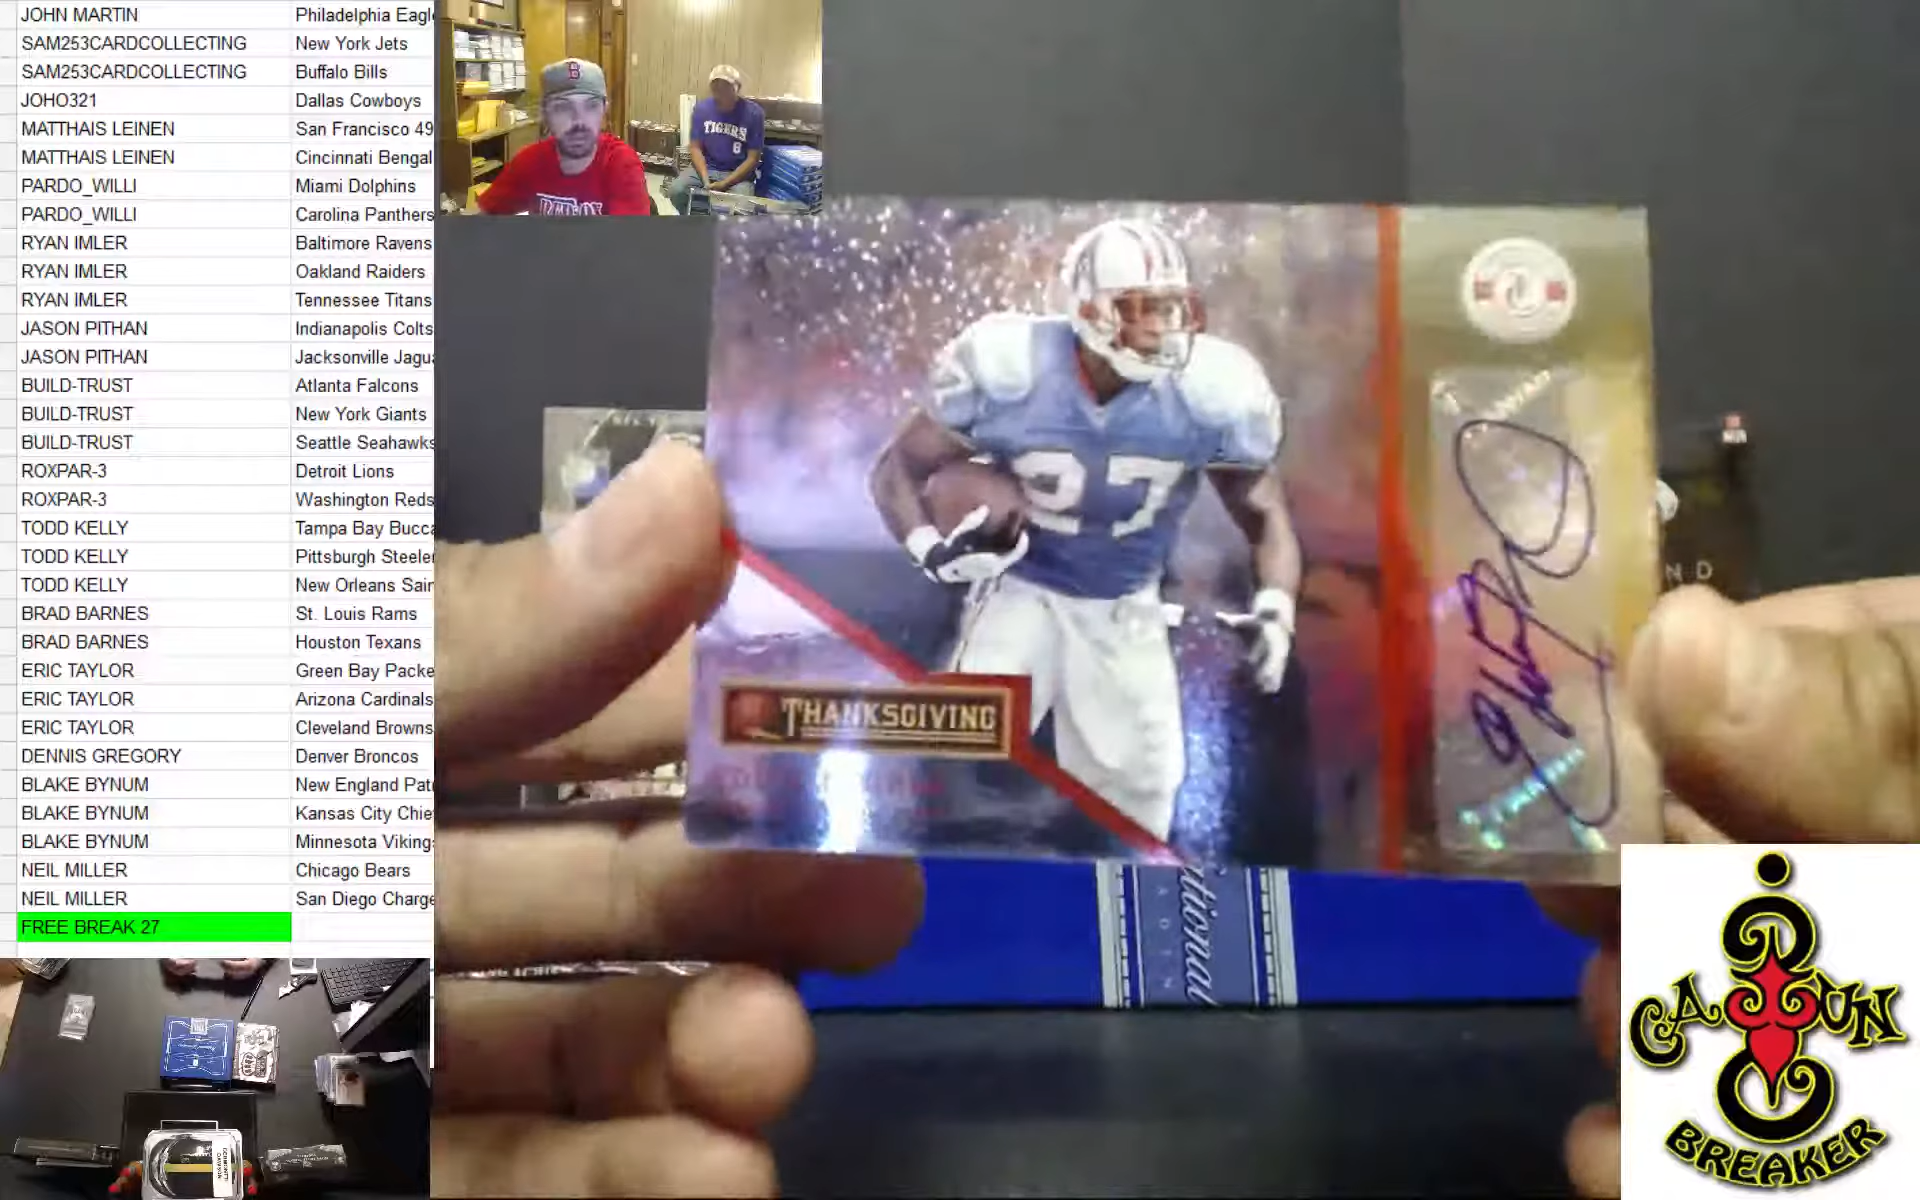 JOHN MARTIN Philadelphia Eagl
SAM253CARDCOLLECTING New York Jets
SAM253CARDCOLLECTING Buffalo Bills
JOHO321 Dallas Cowboys
MATTHAIS LEINEN San Francisco 49
MATTHAIS LEINEN Cincinnati Bengal
PARDO_WILLI Miami Dolphins
PARDO_WILLI Carolina Panthers
RYAN IMLER Baltimore Ravens
RYAN IMLER Oakland Raiders
RYAN IMLER Tennessee Titans
JASON PITHAN Indianapolis Colts
JASON PITHAN Jacksonville Jagua
BUILD-TRUST Atlanta Falcons
BUILD-TRUST New York Giants
BUILD-TRUST Seattle Seahawks
ROXPAR-3 Detroit Lions
ROXPAR-3 Washington Reds
TODD KELLY Tampa Bay Bucca
TODD KELLY Pittsburgh Steeler
TODD KELLY New Orleans Sain
BRAD BARNES St. Louis Rams
BRAD BARNES Houston Texans
ERIC TAYLOR Green Bay Packe
ERIC TAYLOR Arizona Cardinals
ERIC TAYLOR Cleveland Browns
DENNIS GREGORY Denver Broncos
BLAKE BYNUM New England Patr
BLAKE BYNUM Kansas City Chie
BLAKE BYNUM Minnesota Viking
NEIL MILLER Chicago Bears
NEIL MILLER San Diego Charge
FREE BREAK 27
B
TIGERS
8
27
THANKSGIVING
ND
tional
CAJUN
BREAKER